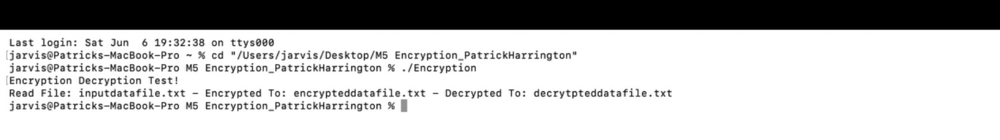 Last login: Sat Jun  6 19:32:38 on ttys000
[jarvis@Patricks-MacBook-Pro ~ % cd "/Users/jarvis/Desktop/M5 Encryption_PatrickHarrington"
jarvis@Patricks-MacBook-Pro M5 Encryption_PatrickHarrington % ./Encryption
[Encryption Decryption Test!
Read File: inputdatafile.txt – Encrypted To: encrypteddatafile.txt – Decrypted To: decrytpteddatafile.txt
jarvis@Patricks-MacBook-Pro M5 Encryption_PatrickHarrington %